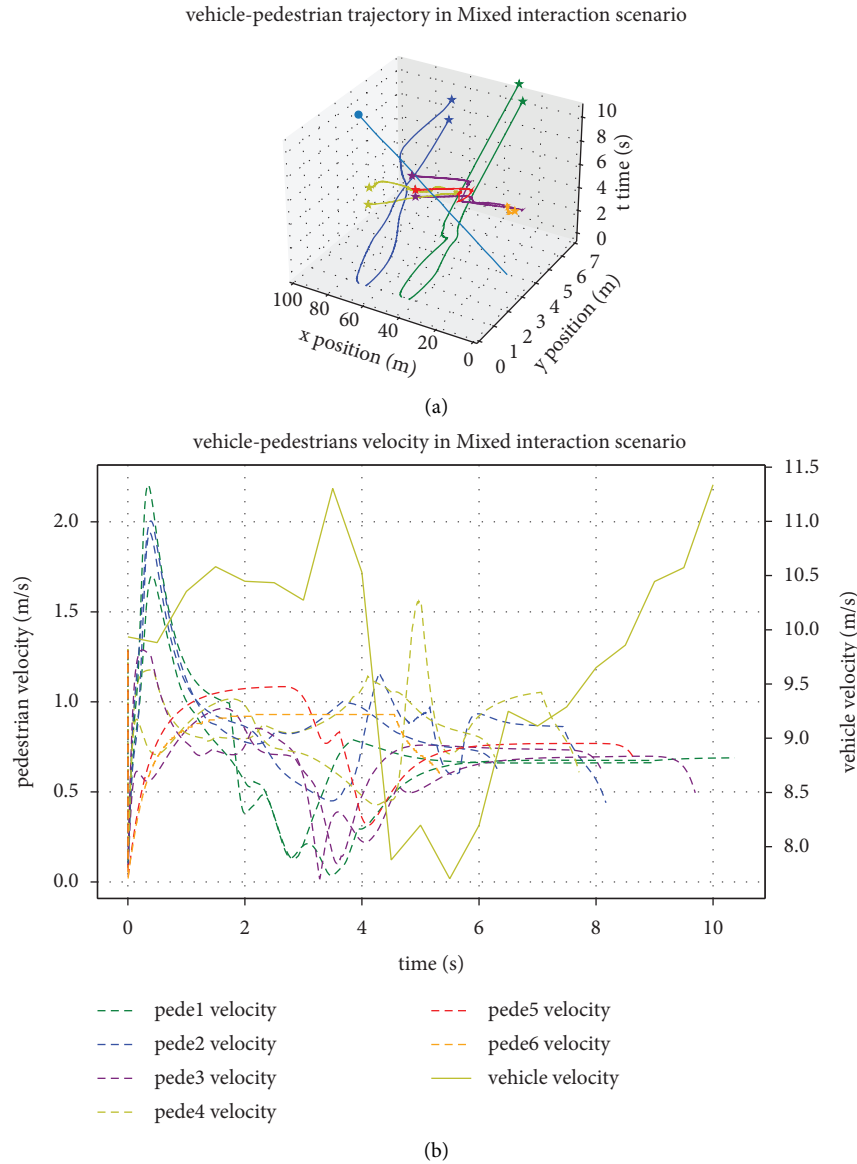 vehicle-pedestrian trajectory in Mixed interaction scenario
10
8
6
4
2
0
t time (s)
100
80
60
40
20
0
x position (m)
0
1
2
3
4
5
6
7
y position (m)
(a)
vehicle-pedestrians velocity in Mixed interaction scenario
2.0
1.5
1.0
0.5
0.0
pedestrian velocity (m/s)
11.5
11.0
10.5
10.0
9.5
9.0
8.5
8.0
vehicle velocity (m/s)
0 2 4 6 8 10
time (s)
pede1 velocity
pede2 velocity
pede3 velocity
pede4 velocity
pede5 velocity
pede6 velocity
vehicle velocity
(b)